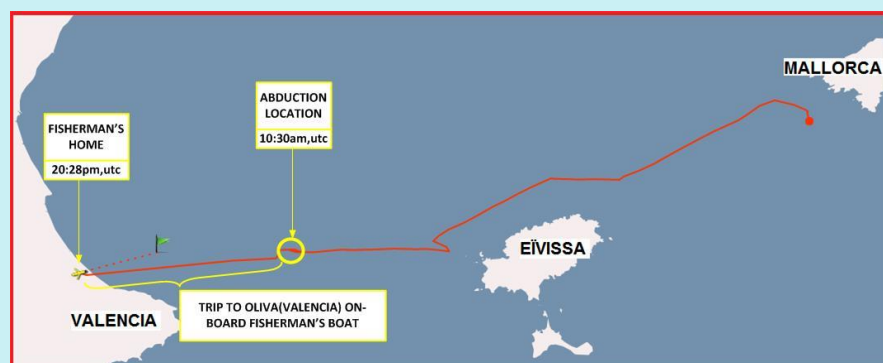 MALLORCA
ABDUCTION
LOCATION
10:30am,utc
FISHERMAN'S
HOME
20:28pm,utc
EÏVISSA
TRIP TO OLIVA(VALENCIA) ON-
BOARD FISHERMAN'S BOAT
VALENCIA